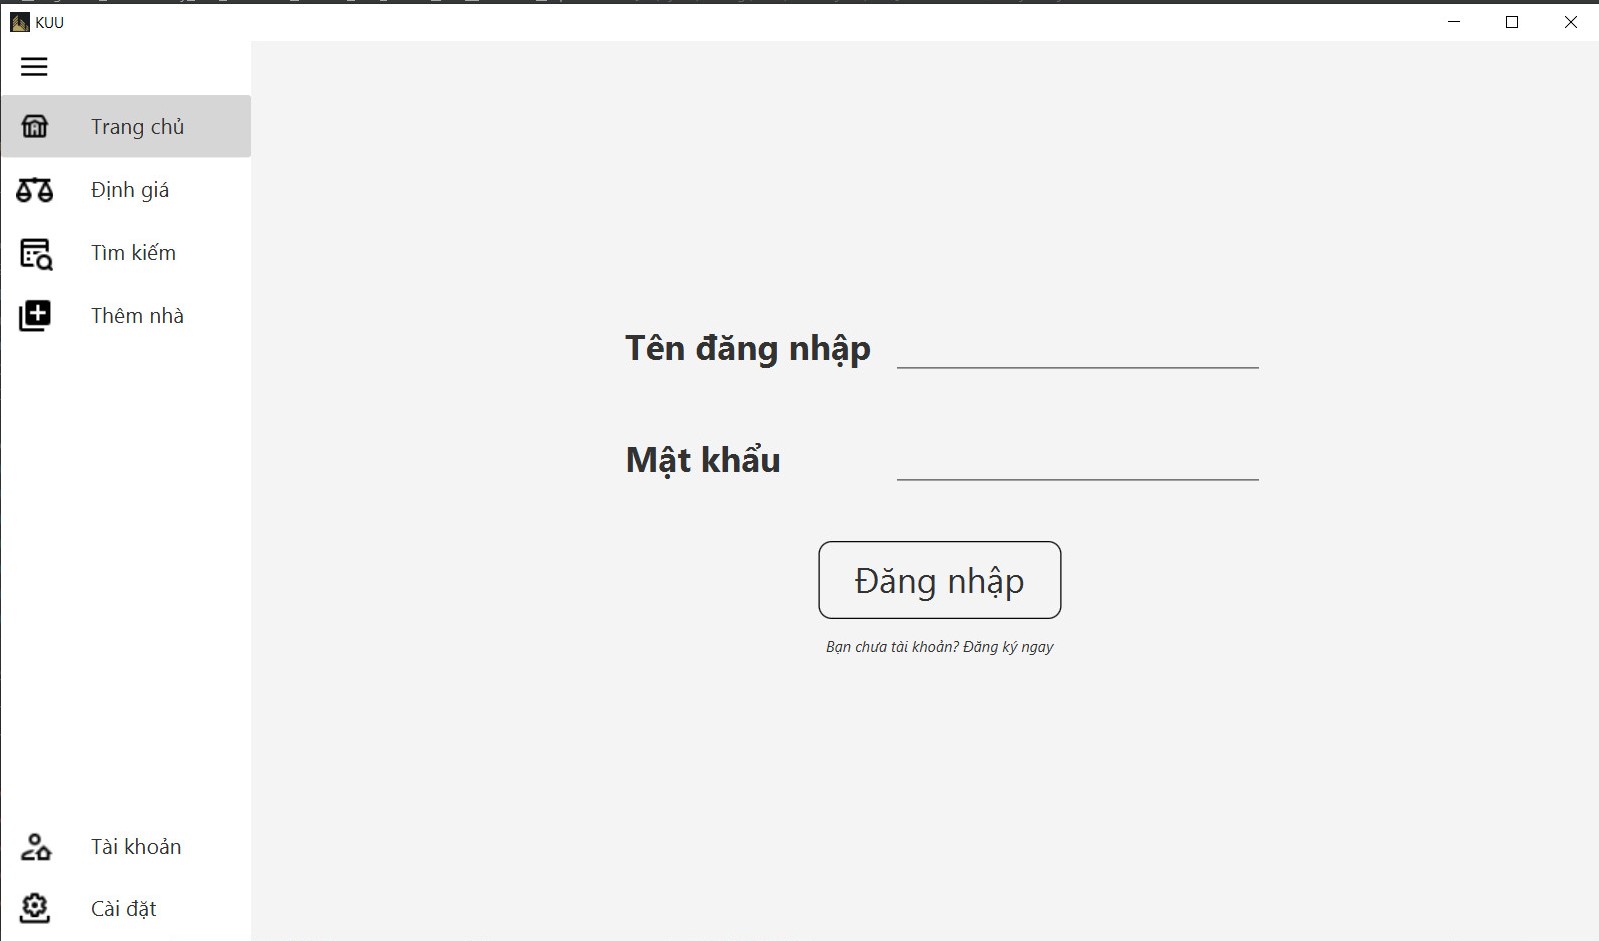 KUU
Trang chủ
Định giá
Tìm kiếm
Thêm nhà
Tên đăng nhập
Mật khẩu
Đăng nhập
Bạn chưa tài khoản? Đăng ký ngay
Tài khoản
Cài đặt